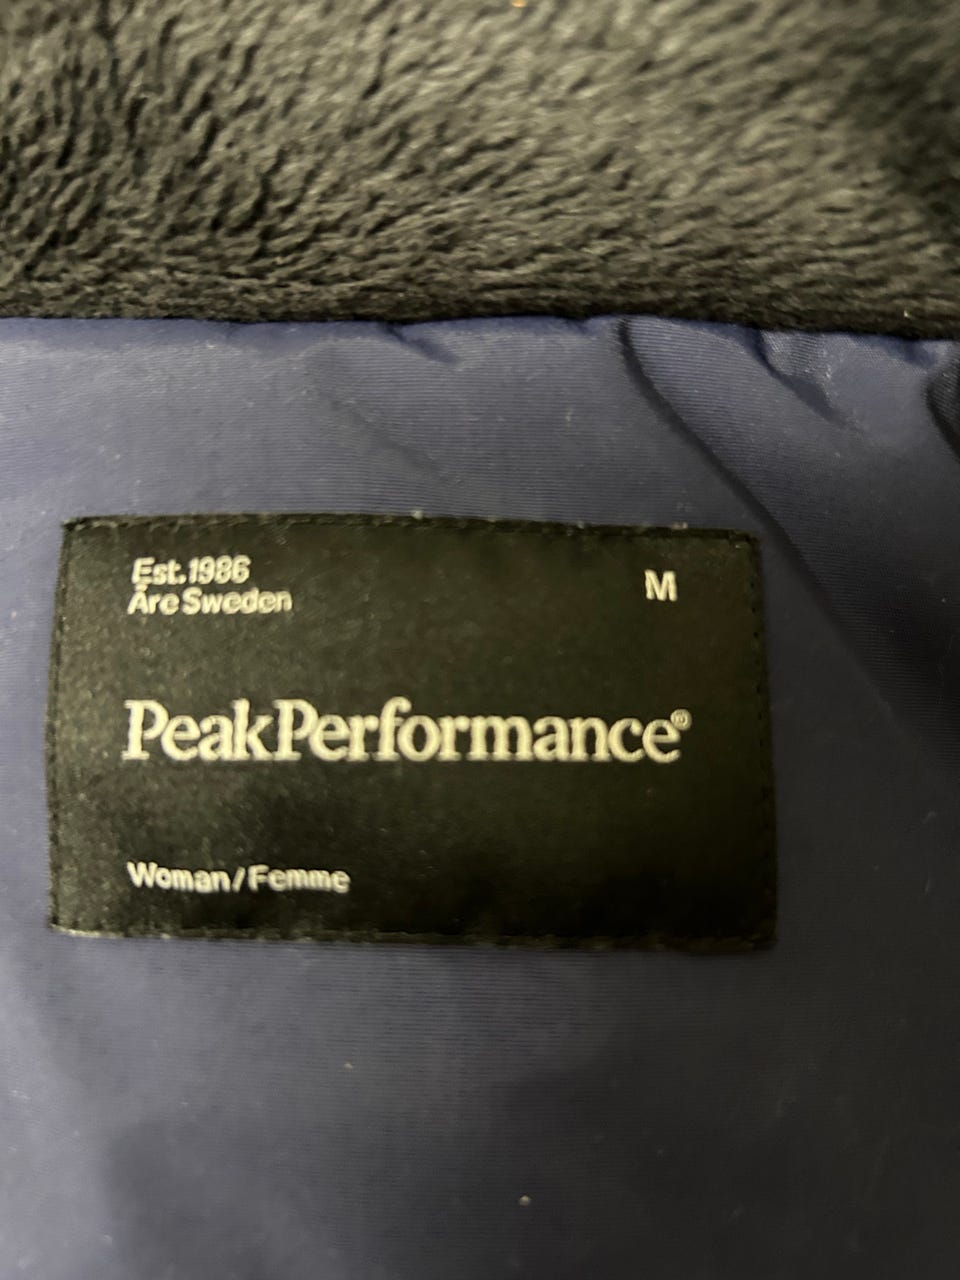 Est. 1986
Åre Sweden
M
PeakPerformance®
Woman/Femme